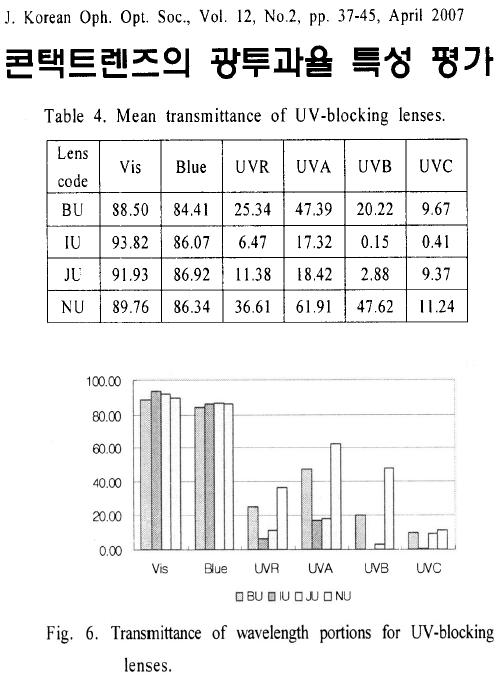 J. Korean Oph. Opt. Soc., Vol. 12, No.2, pp. 37-45, April 2007
콘택트렌즈의 광투과율 특성 평가
Table 4. Mean transmittance of UV-blocking lenses.
Lens code Vis Blue UVR UVA UVB UVC
BU 88.50 84.41 25.34 47.39 20.22 9.67
IU 93.82 86.07 6.47 17.32 0.15 0.41
JU 91.93 86.92 11.38 18.42 2.88 9.37
NU 89.76 86.34 36.61 61.91 47.62 11.24
100.00
80.00
60.00
40.00
20.00
0.00
Vis Blue UVR UVA UVB UVC
BU IU JU NU
Fig. 6. Transmittance of wavelength portions for UV-blocking
lenses.